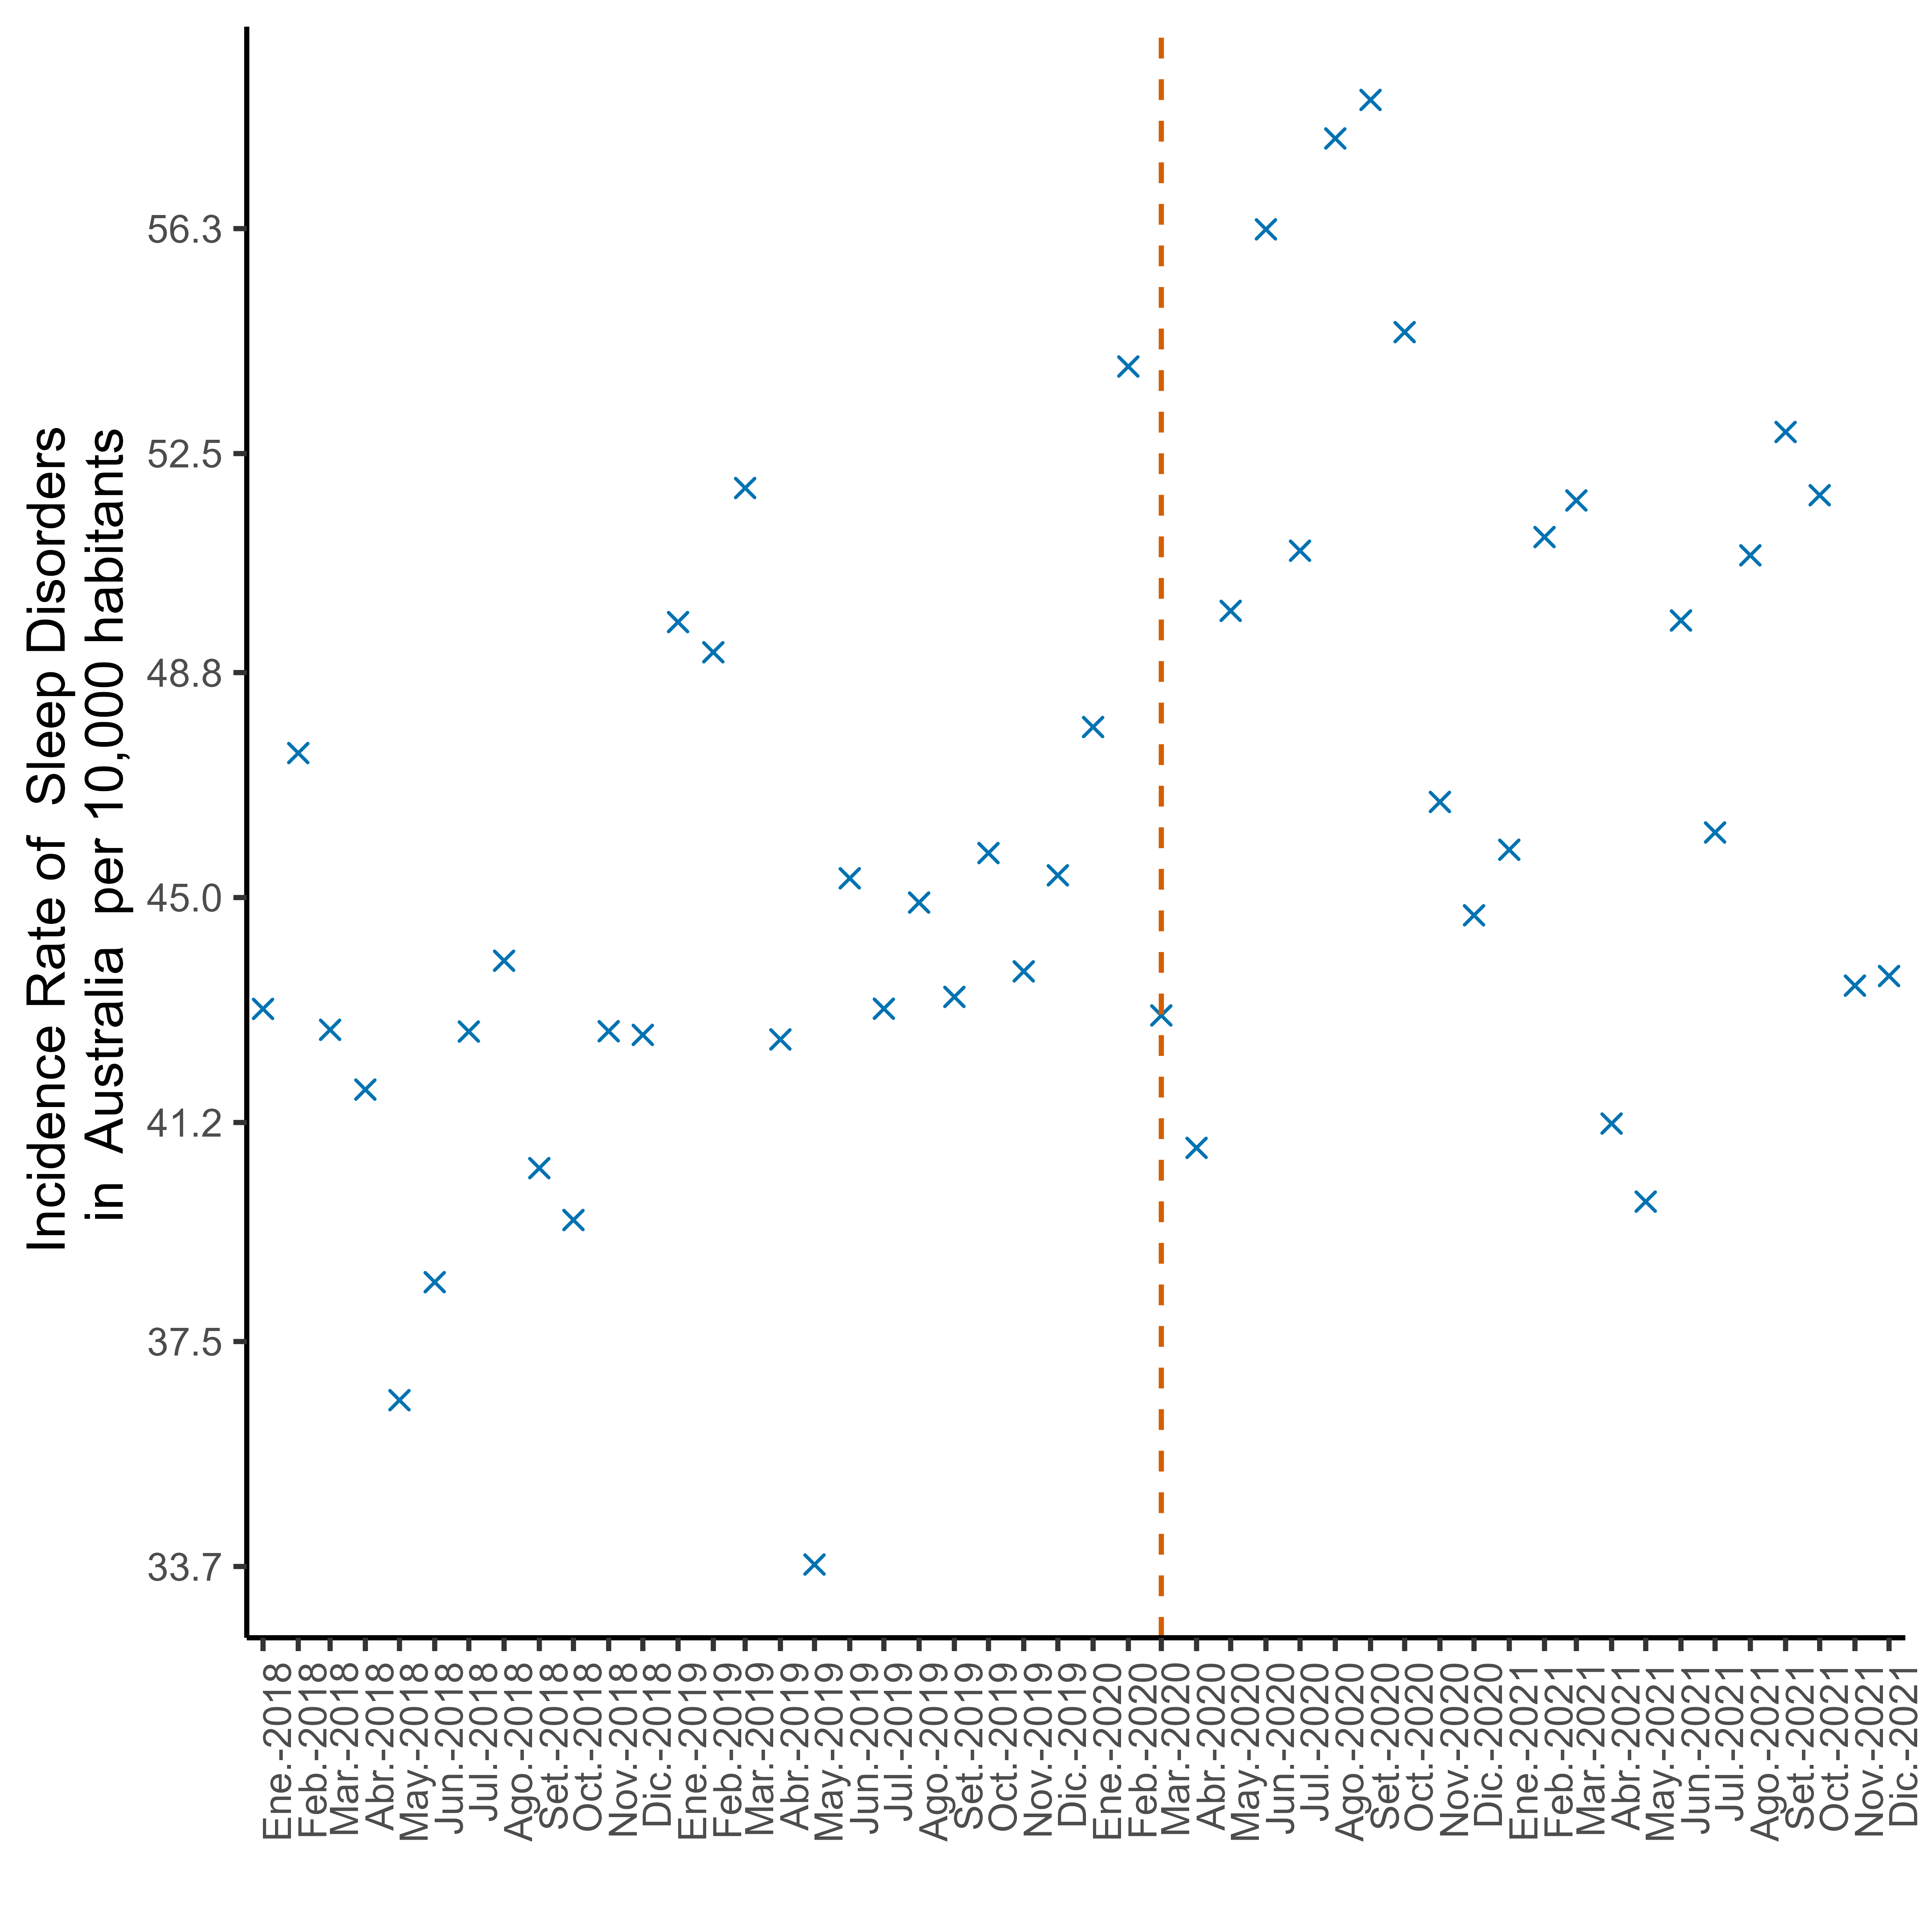 Incidence Rate of  Sleep Disorders
in  Australia  per 10,000 habitants
56.3
52.5
48.8
45.0
41.2
37.5
33.7
Ene.-2018
Feb.-2018
Mar.-2018
Abr.-2018
May.-2018
Jun.-2018
Jul.-2018
Ago.-2018
Set.-2018
Oct.-2018
Nov.-2018
Dic.-2018
Ene.-2019
Feb.-2019
Mar.-2019
Abr.-2019
May.-2019
Jun.-2019
Jul.-2019
Ago.-2019
Set.-2019
Oct.-2019
Nov.-2019
Dic.-2019
Ene.-2020
Feb.-2020
Mar.-2020
Abr.-2020
May.-2020
Jun.-2020
Jul.-2020
Ago.-2020
Set.-2020
Oct.-2020
Nov.-2020
Dic.-2020
Ene.-2021
Feb.-2021
Mar.-2021
Abr.-2021
May.-2021
Jun.-2021
Jul.-2021
Ago.-2021
Set.-2021
Oct.-2021
Nov.-2021
Dic.-2021